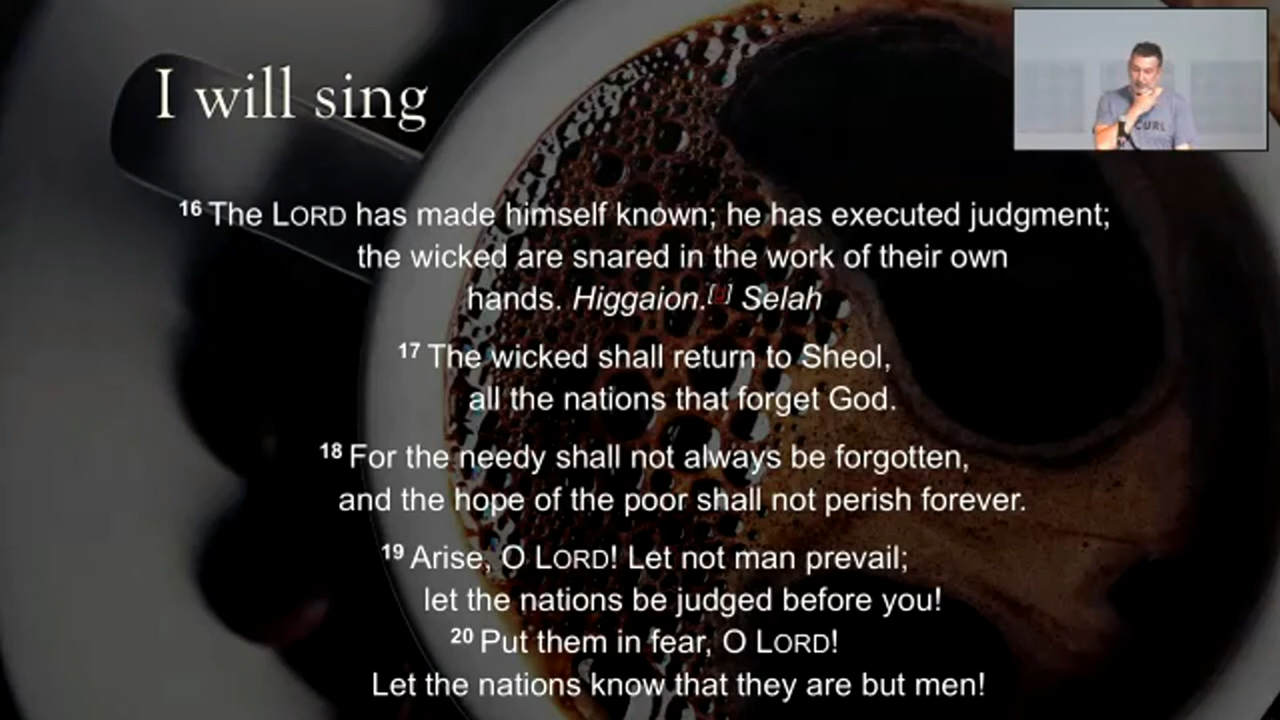 I will sing
CURL
16 The LORD has made himself known; he has executed judgment;
the wicked are snared in the work of their own
hands. Higgaion.[] Selah
17 The wicked shall return to Sheol,
all the nations that forget God.
18 For the needy shall not always be forgotten,
and the hope of the poor shall not perish forever.
19 Arise, O LORD! Let not man prevail;
let the nations be judged before you!
20 Put them in fear, O LORD!
Let the nations know that they are but men!